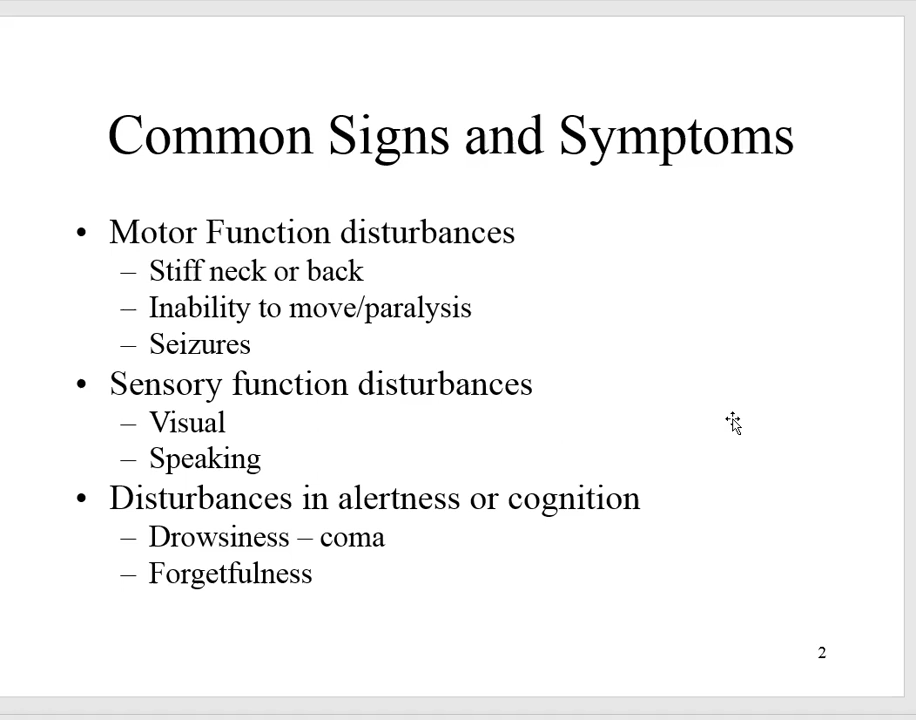 Common Signs and Symptoms
• Motor Function disturbances
– Stiff neck or back
– Inability to move/paralysis
– Seizures
• Sensory function disturbances
– Visual
– Speaking
• Disturbances in alertness or cognition
– Drowsiness – coma
– Forgetfulness
2